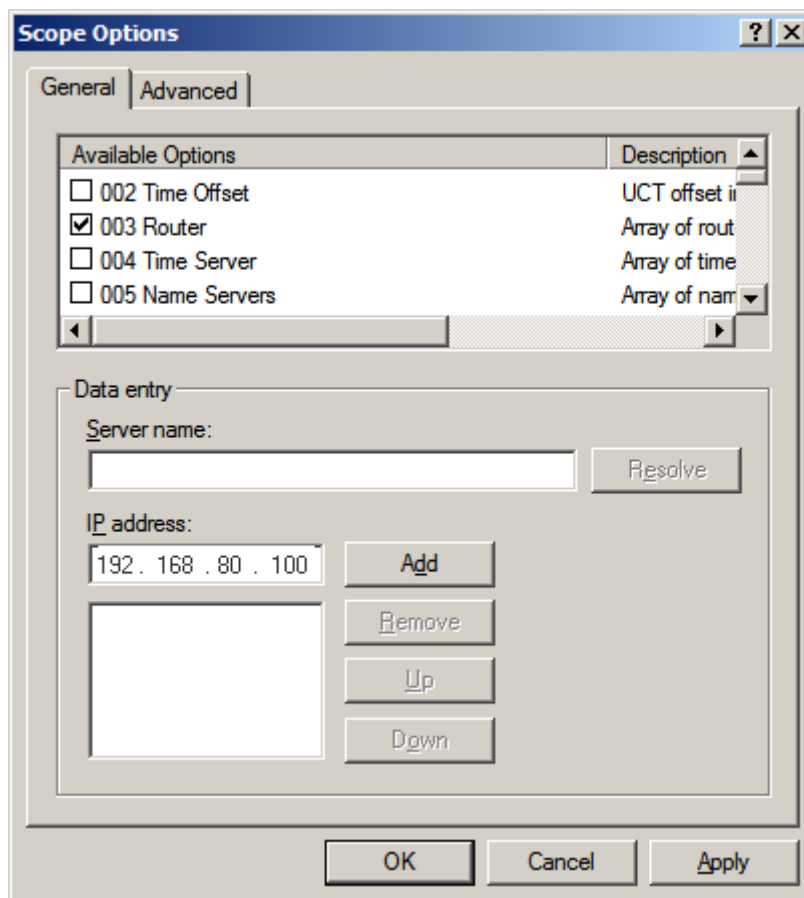 Scope Options
General Advanced
Available Options Description
002 Time Offset UCT offset i
003 Router Array of rout
004 Time Server Array of time
005 Name Servers Array of nam
Data entry
Server name:
Resolve
IP address:
192 . 168 . 80 . 100 Add
Remove
Up
Down
OK Cancel Apply